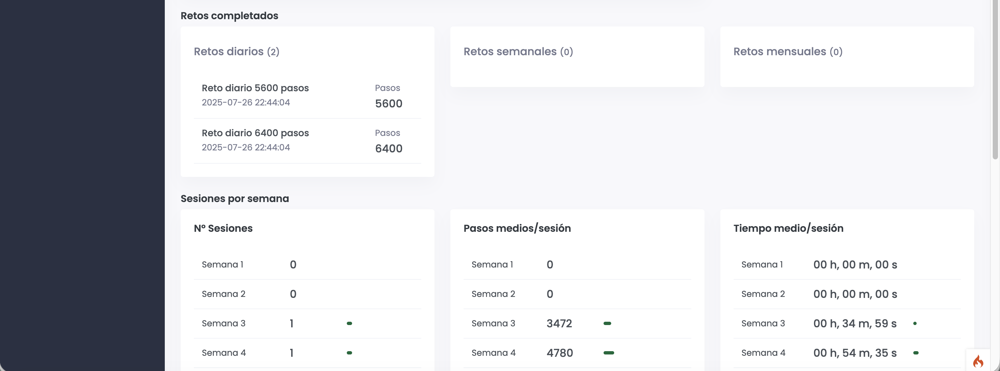 Retos completados
Retos diarios (2)
Reto diario 5600 pasos Pasos
2025-07-26 22:44:04 5600
Reto diario 6400 pasos Pasos
2025-07-26 22:44:04 6400
Retos semanales (0)
Retos mensuales (0)
Sesiones por semana
Nº Sesiones
Semana 1 0
Semana 2 0
Semana 3 1
Semana 4 1
Pasos medios/sesión
Semana 1 0
Semana 2 0
Semana 3 3472
Semana 4 4780
Tiempo medio/sesión
Semana 1 00 h, 00 m, 00 s
Semana 2 00 h, 00 m, 00 s
Semana 3 00 h, 34 m, 59 s
Semana 4 00 h, 54 m, 35 s